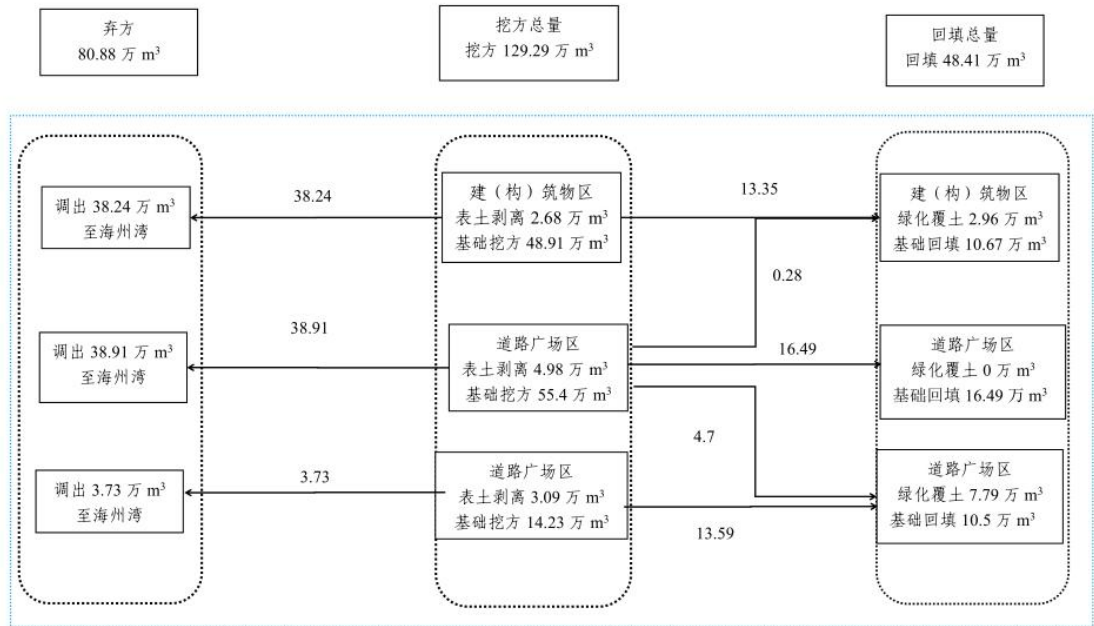 弃方
80.88 万 m³
挖方总量
挖方 129.29 万 m³
回填总量
回填 48.41 万 m³
调出 38.24 万 m³
至海州湾
38.24
建（构）筑物区
表土剥离 2.68 万 m³
基础挖方 48.91 万 m³
13.35
建（构）筑物区
绿化覆土 2.96 万 m³
基础回填 10.67 万 m³
0.28
调出 38.91 万 m³
至海州湾
38.91
道路广场区
表土剥离 4.98 万 m³
基础挖方 55.4 万 m³
16.49
道路广场区
绿化覆土 0 万 m³
基础回填 16.49 万 m³
4.7
调出 3.73 万 m³
至海州湾
3.73
道路广场区
表土剥离 3.09 万 m³
基础挖方 14.23 万 m³
13.59
道路广场区
绿化覆土 7.79 万 m³
基础回填 10.5 万 m³